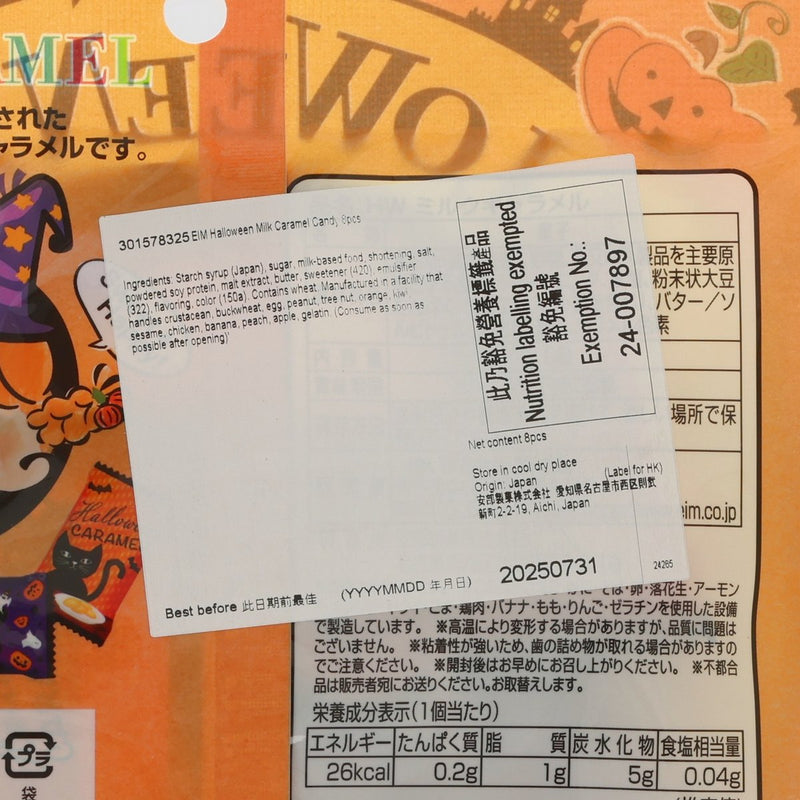 AMEL
された
ャラメルです。
301578325 EIM Halloween Milk Caramel Candy 8pcs
Ingredients: Starch syrup (Japan), sugar, milk-based food, shortening, salt,
powdered soy protein, malt extract, butter, sweetener (420), emulsifier
(322), flavoring, color (150a). Contains wheat. Manufactured in a facility that
handles crustacean, buckwheat, egg, peanut, tree nut, orange, kiwi
sesame, chicken, banana, peach, apple, gelatin. (Consume as soon as
possible after opening)
此乃豁免營養標籤產品
Nutrition labelling exempted
豁免編號
Exemption No.:
24-007897
Net content 8pcs
Store in cool dry place
(Label for HK)
Origin: Japan
安部製菓株式会社 愛知県名古屋市西区則武
新町2-2-19, Aichi, Japan
Best before 此日期前最佳 (YYYYMMDD 年月日) 20250731
24265
製品を主要原
粉末状大豆
バター/ソ
素
場所で保
eim.co.jp
そば・卵・落花生・アーモン
ごま・鶏肉・バナナ・もも・りんご・ゼラチンを使用した設備
で製造しています。 ※高温により変形する場合がありますが、品質に問題は
ございません。 ※粘着性が強いため、歯の詰め物が取れる場合がありますの
でご注意ください。 ※開封後はお早めにお召し上がりください。 ※不都合
品は販売者宛にお送りください。お取替えします。
栄養成分表示(1個当たり)
エネルギー たんぱく質 脂質 炭水化物 食塩相当量
26kcal 0.2g 1g 5g 0.04g
Halloween
CARAMEL
プラ
袋